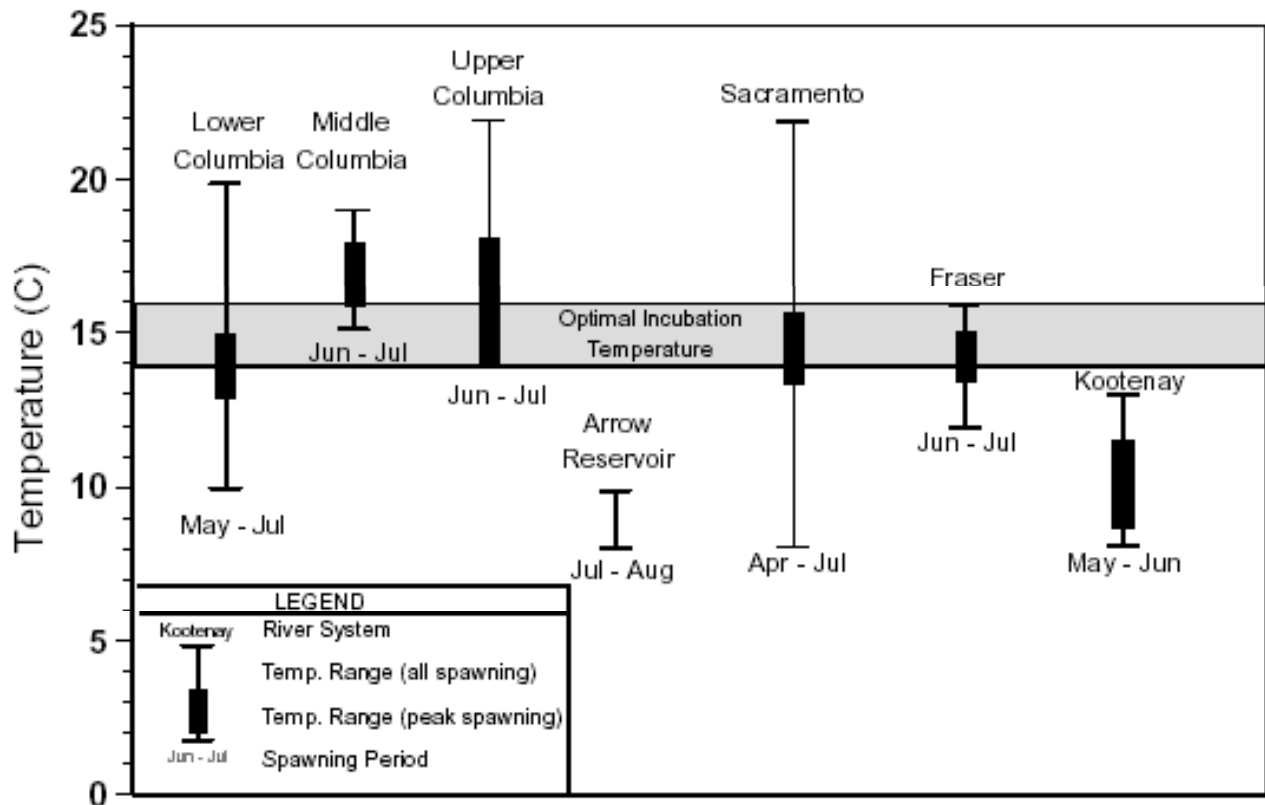 25
20
15
10
5
0
Temperature (C)
Lower
Columbia
May - Jul
Middle
Columbia
Jun - Jul
Upper
Columbia
Jun - Jul
Optimal Incubation
Temperature
Arrow
Reservoir
Jul - Aug
Sacramento
Apr - Jul
Fraser
Jun - Jul
Kootenay
May - Jun
LEGEND
Kootenay River System
Temp. Range (all spawning)
Temp. Range (peak spawning)
Jun - Jul Spawning Period